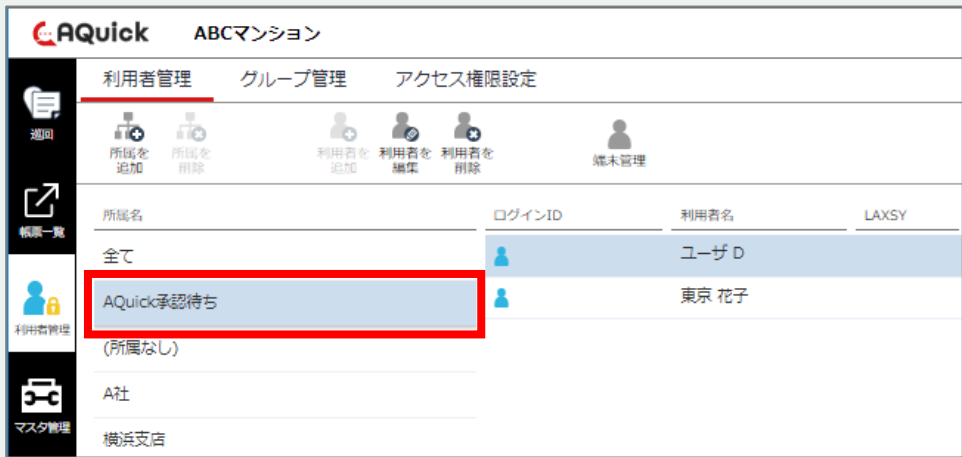 AQuick ABCマンション
利用者管理 グループ管理 アクセス権限設定
巡回
所属を追加
所属を削除
利用者を追加
利用者を編集
利用者を削除
端末管理
帳票一覧
所属名 ログインID 利用者名 LAXSY
全て ユーザ D
AQuick承認待ち 東京 花子
利用者管理
(所属なし)
A社
マスタ管理
横浜支店